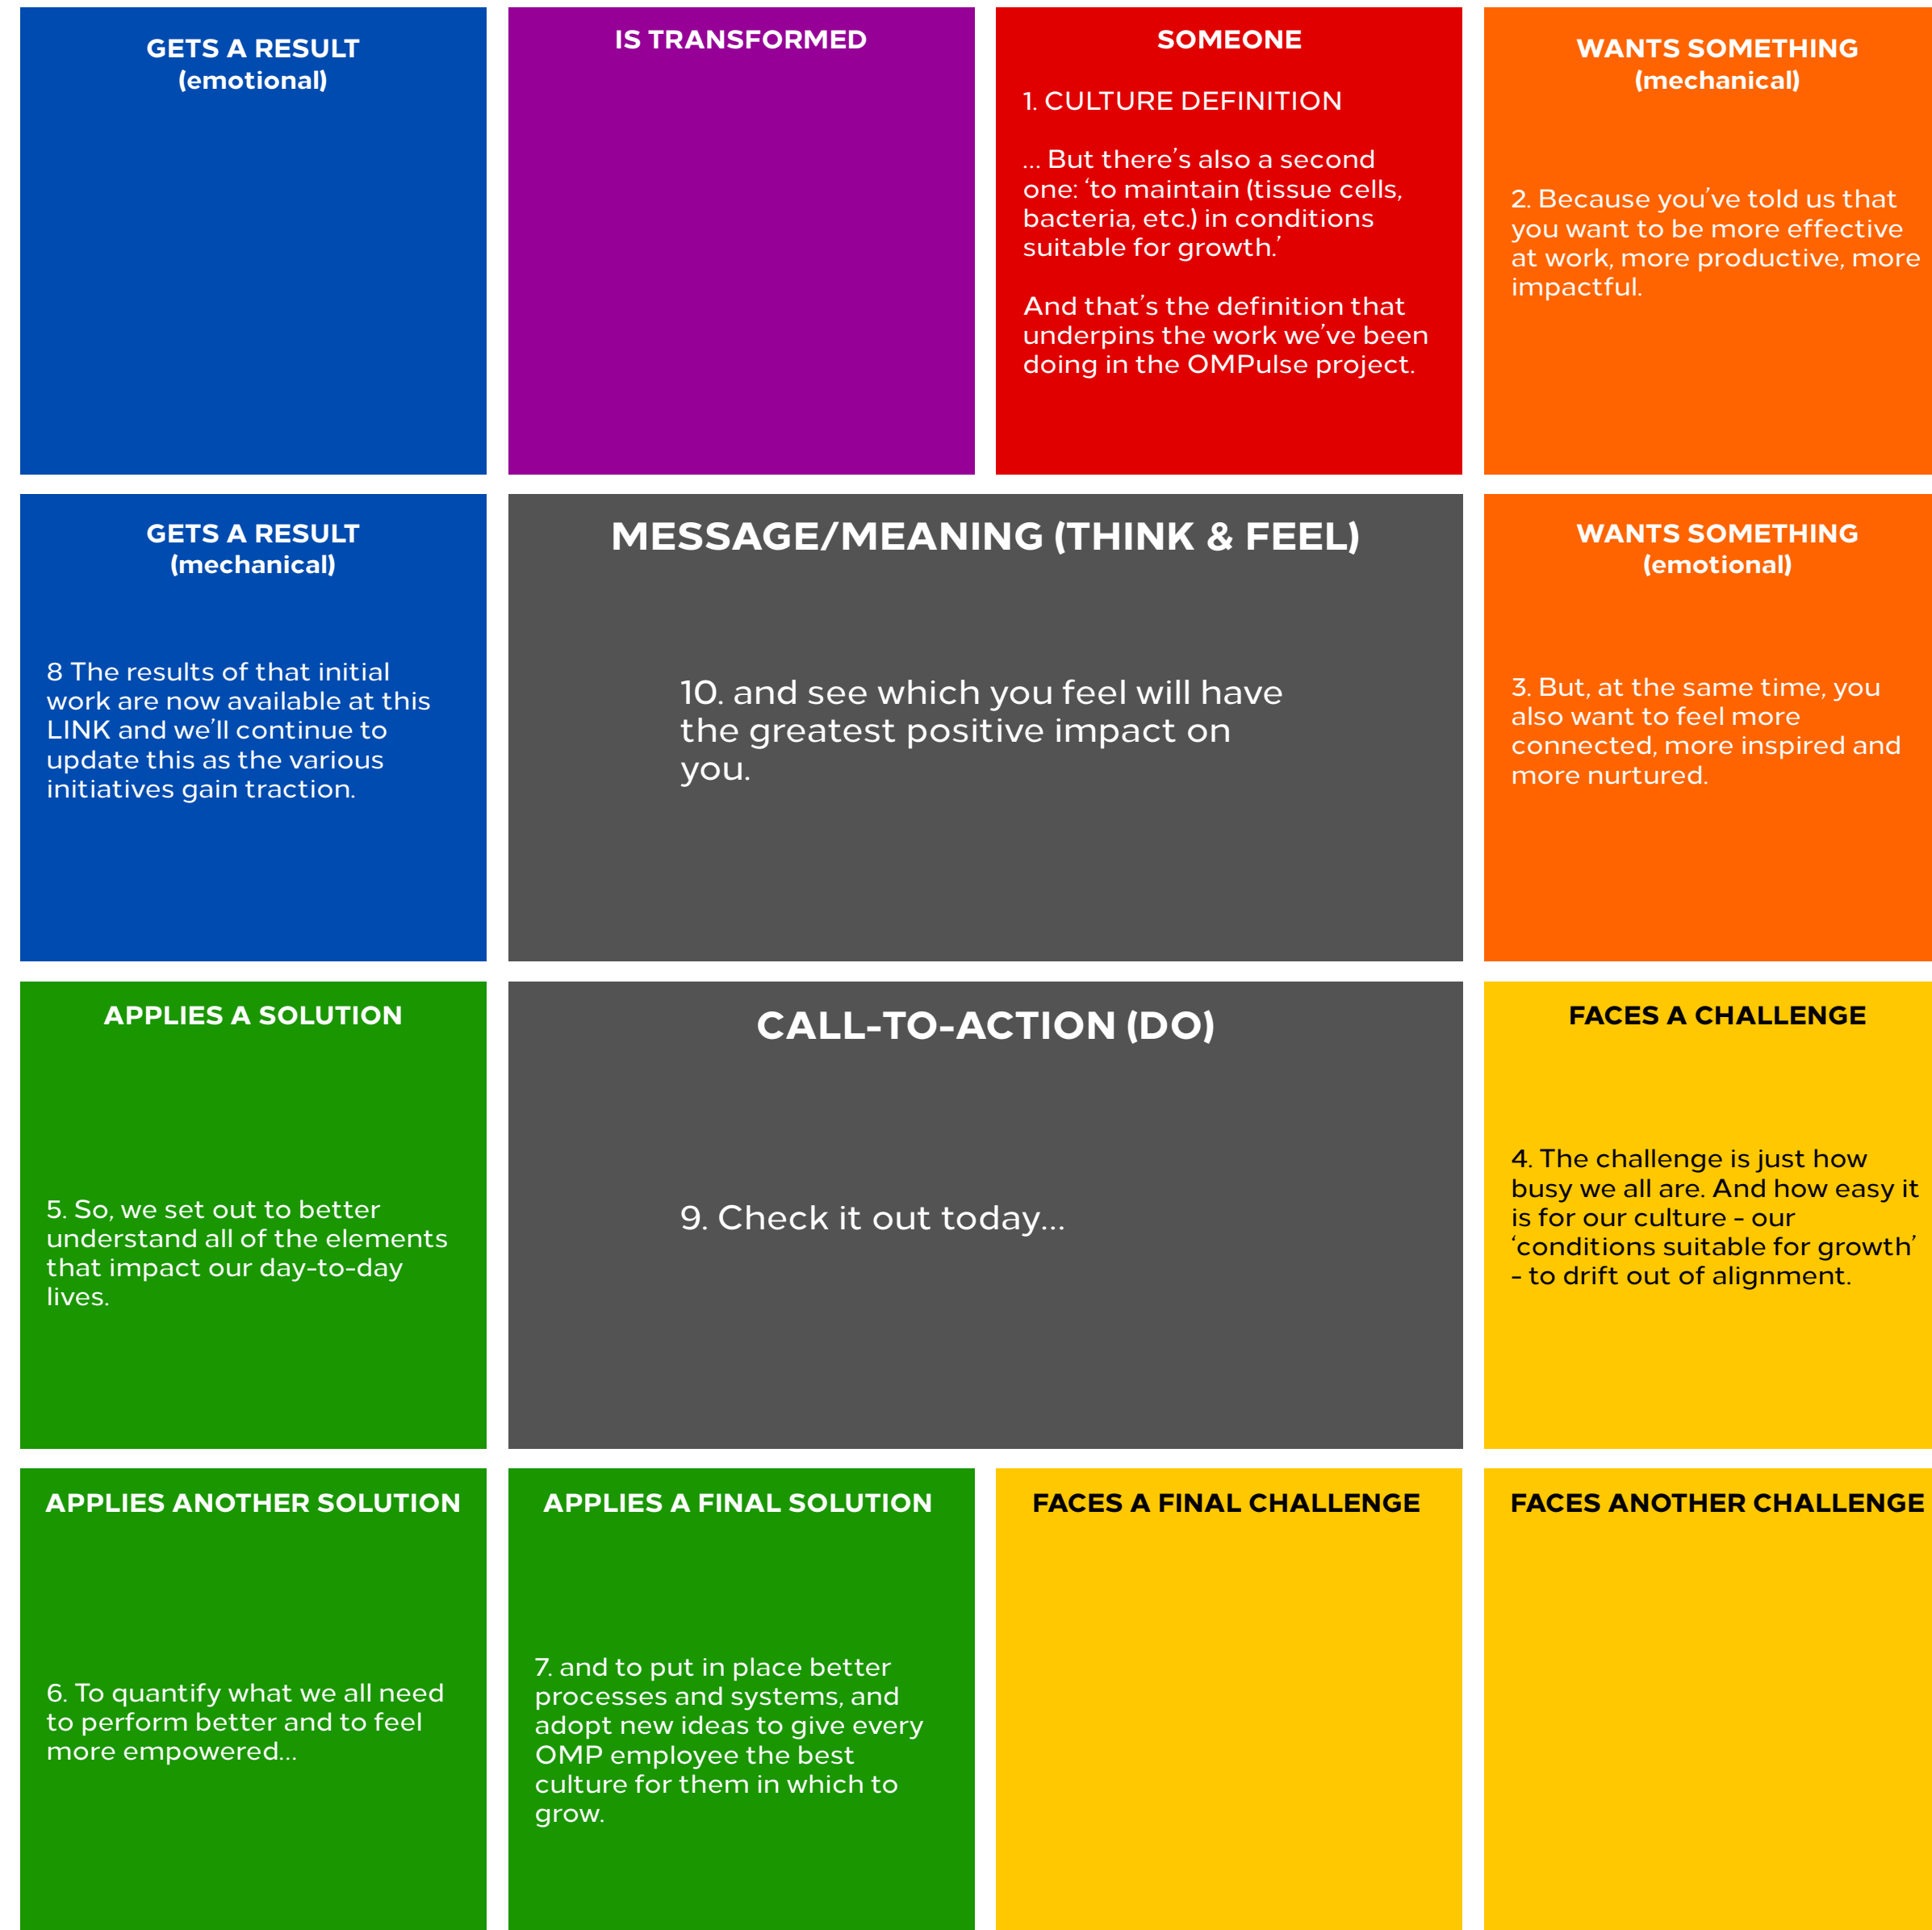 GETS A RESULT
(emotional)
IS TRANSFORMED
SOMEONE
1. CULTURE DEFINITION
... But there's also a second
one: ‘to maintain (tissue cells,
bacteria, etc.) in conditions
suitable for growth.’
And that's the definition that
underpins the work we've been
doing in the OMPulse project.
WANTS SOMETHING
(mechanical)
2. Because you've told us that
you want to be more effective
at work, more productive, more
impactful.
GETS A RESULT
(mechanical)
8 The results of that initial
work are now available at this
LINK and we'll continue to
update this as the various
initiatives gain traction.
MESSAGE/MEANING (THINK & FEEL)
10. and see which you feel will have
the greatest positive impact on
you.
WANTS SOMETHING
(emotional)
3. But, at the same time, you
also want to feel more
connected, more inspired and
more nurtured.
APPLIES A SOLUTION
5. So, we set out to better
understand all of the elements
that impact our day-to-day
lives.
CALL-TO-ACTION (DO)
9. Check it out today...
FACES A CHALLENGE
4. The challenge is just how
busy we all are. And how easy it
is for our culture - our
‘conditions suitable for growth’
- to drift out of alignment.
APPLIES ANOTHER SOLUTION
6. To quantify what we all need
to perform better and to feel
more empowered...
APPLIES A FINAL SOLUTION
7. and to put in place better
processes and systems, and
adopt new ideas to give every
OMP employee the best
culture for them in which to
grow.
FACES A FINAL CHALLENGE
FACES ANOTHER CHALLENGE